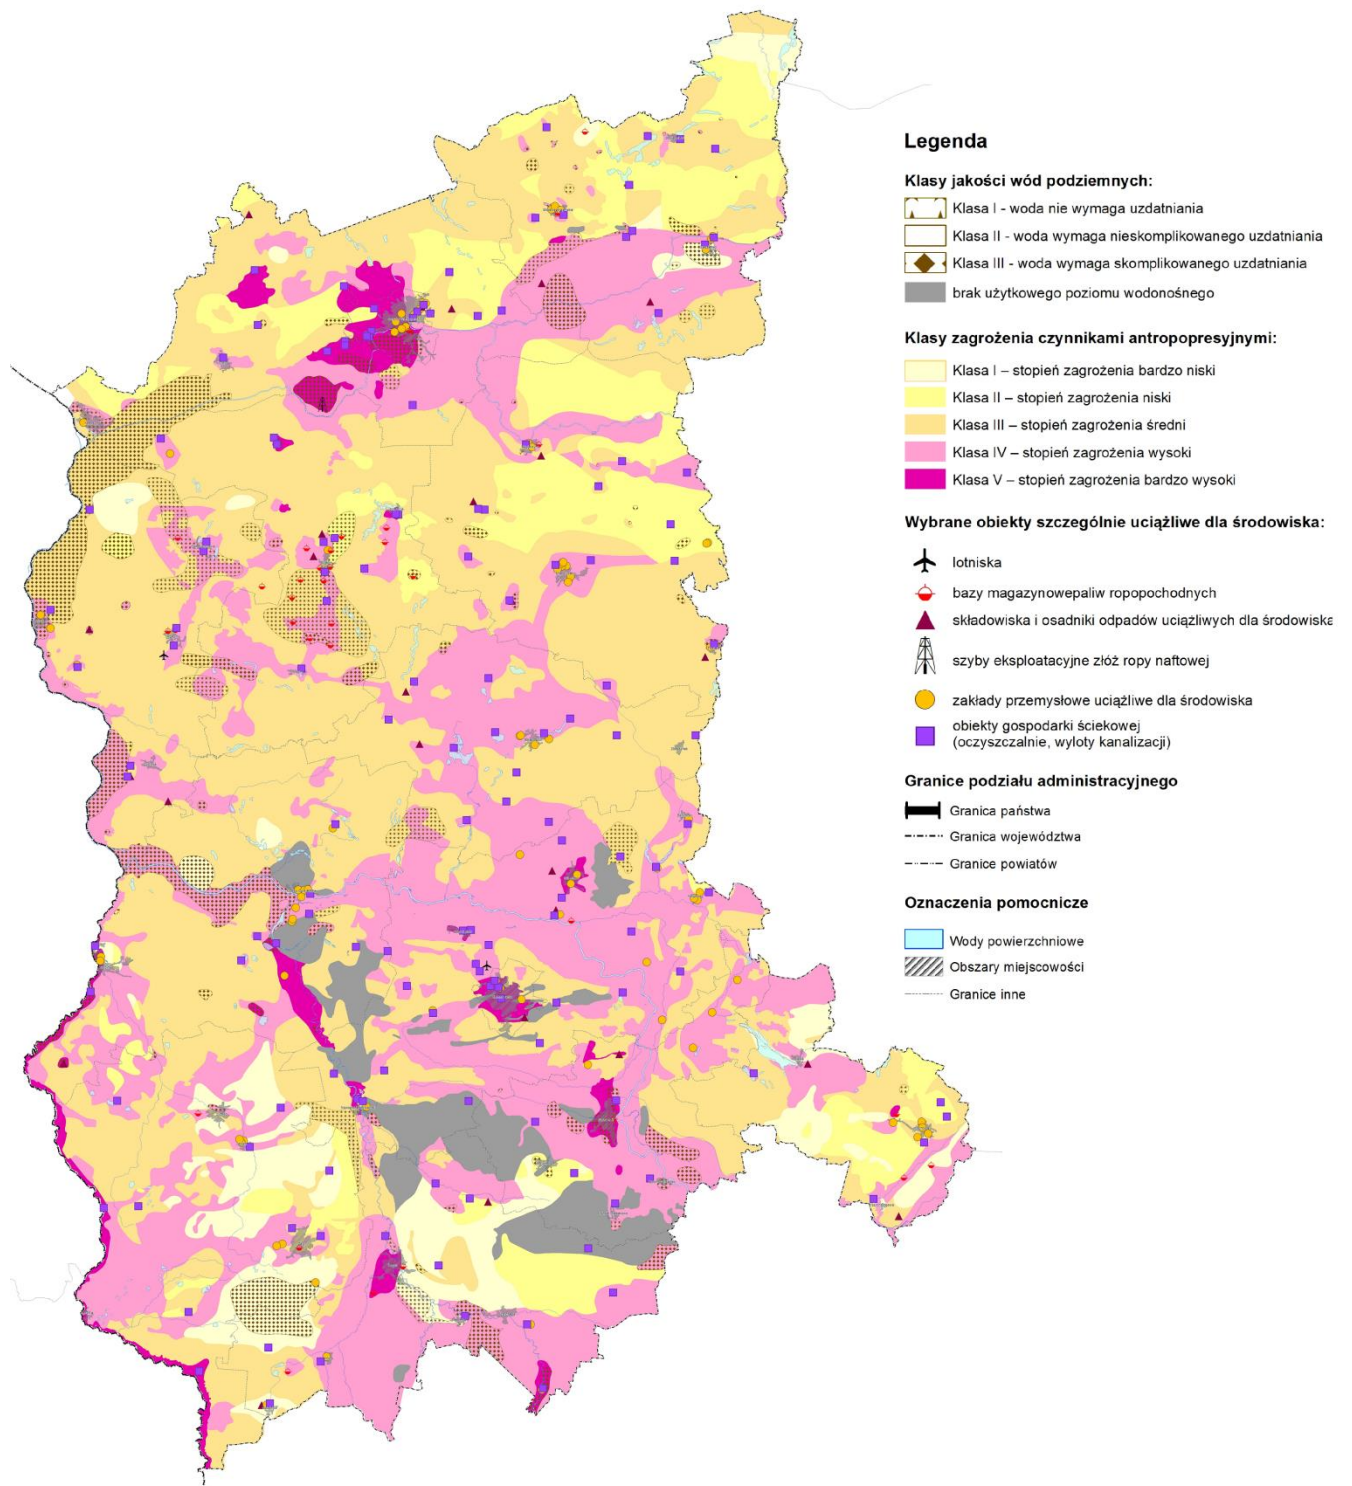 Legenda
Klasy jakości wód podziemnych:
Klasa I - woda nie wymaga uzdatniania
Klasa II - woda wymaga nieskomplikowanego uzdatniania
Klasa III - woda wymaga skomplikowanego uzdatniania
brak użytkowego poziomu wodonośnego
Klasy zagrożenia czynnikami antropopresyjnymi:
Klasa I – stopień zagrożenia bardzo niski
Klasa II – stopień zagrożenia niski
Klasa III – stopień zagrożenia średni
Klasa IV – stopień zagrożenia wysoki
Klasa V – stopień zagrożenia bardzo wysoki
Wybrane obiekty szczególnie uciążliwe dla środowiska:
lotniska
bazy magazynowepaliw ropopochodnych
składowiska i osadniki odpadów uciążliwych dla środowiska
szyby eksploatacyjne złóż ropy naftowej
zakłady przemysłowe uciążliwe dla środowiska
obiekty gospodarki ściekowej
(oczyszczalnie, wyloty kanalizacji)
Granice podziału administracyjnego
Granica państwa
Granica województwa
Granice powiatów
Oznaczenia pomocnicze
Wody powierzchniowe
Obszary miejscowości
Granice inne